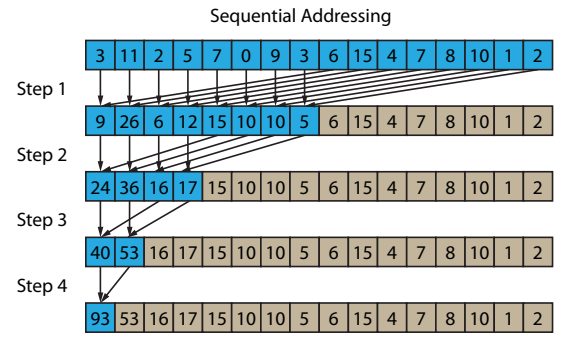 Sequential Addressing
3 11 2 5 7 0 9 3 6 15 4 7 8 10 1 2
Step 1
9 26 6 12 15 10 10 5 6 15 4 7 8 10 1 2
Step 2
24 36 16 17 15 10 10 5 6 15 4 7 8 10 1 2
Step 3
40 53 16 17 15 10 10 5 6 15 4 7 8 10 1 2
Step 4
93 53 16 17 15 10 10 5 6 15 4 7 8 10 1 2